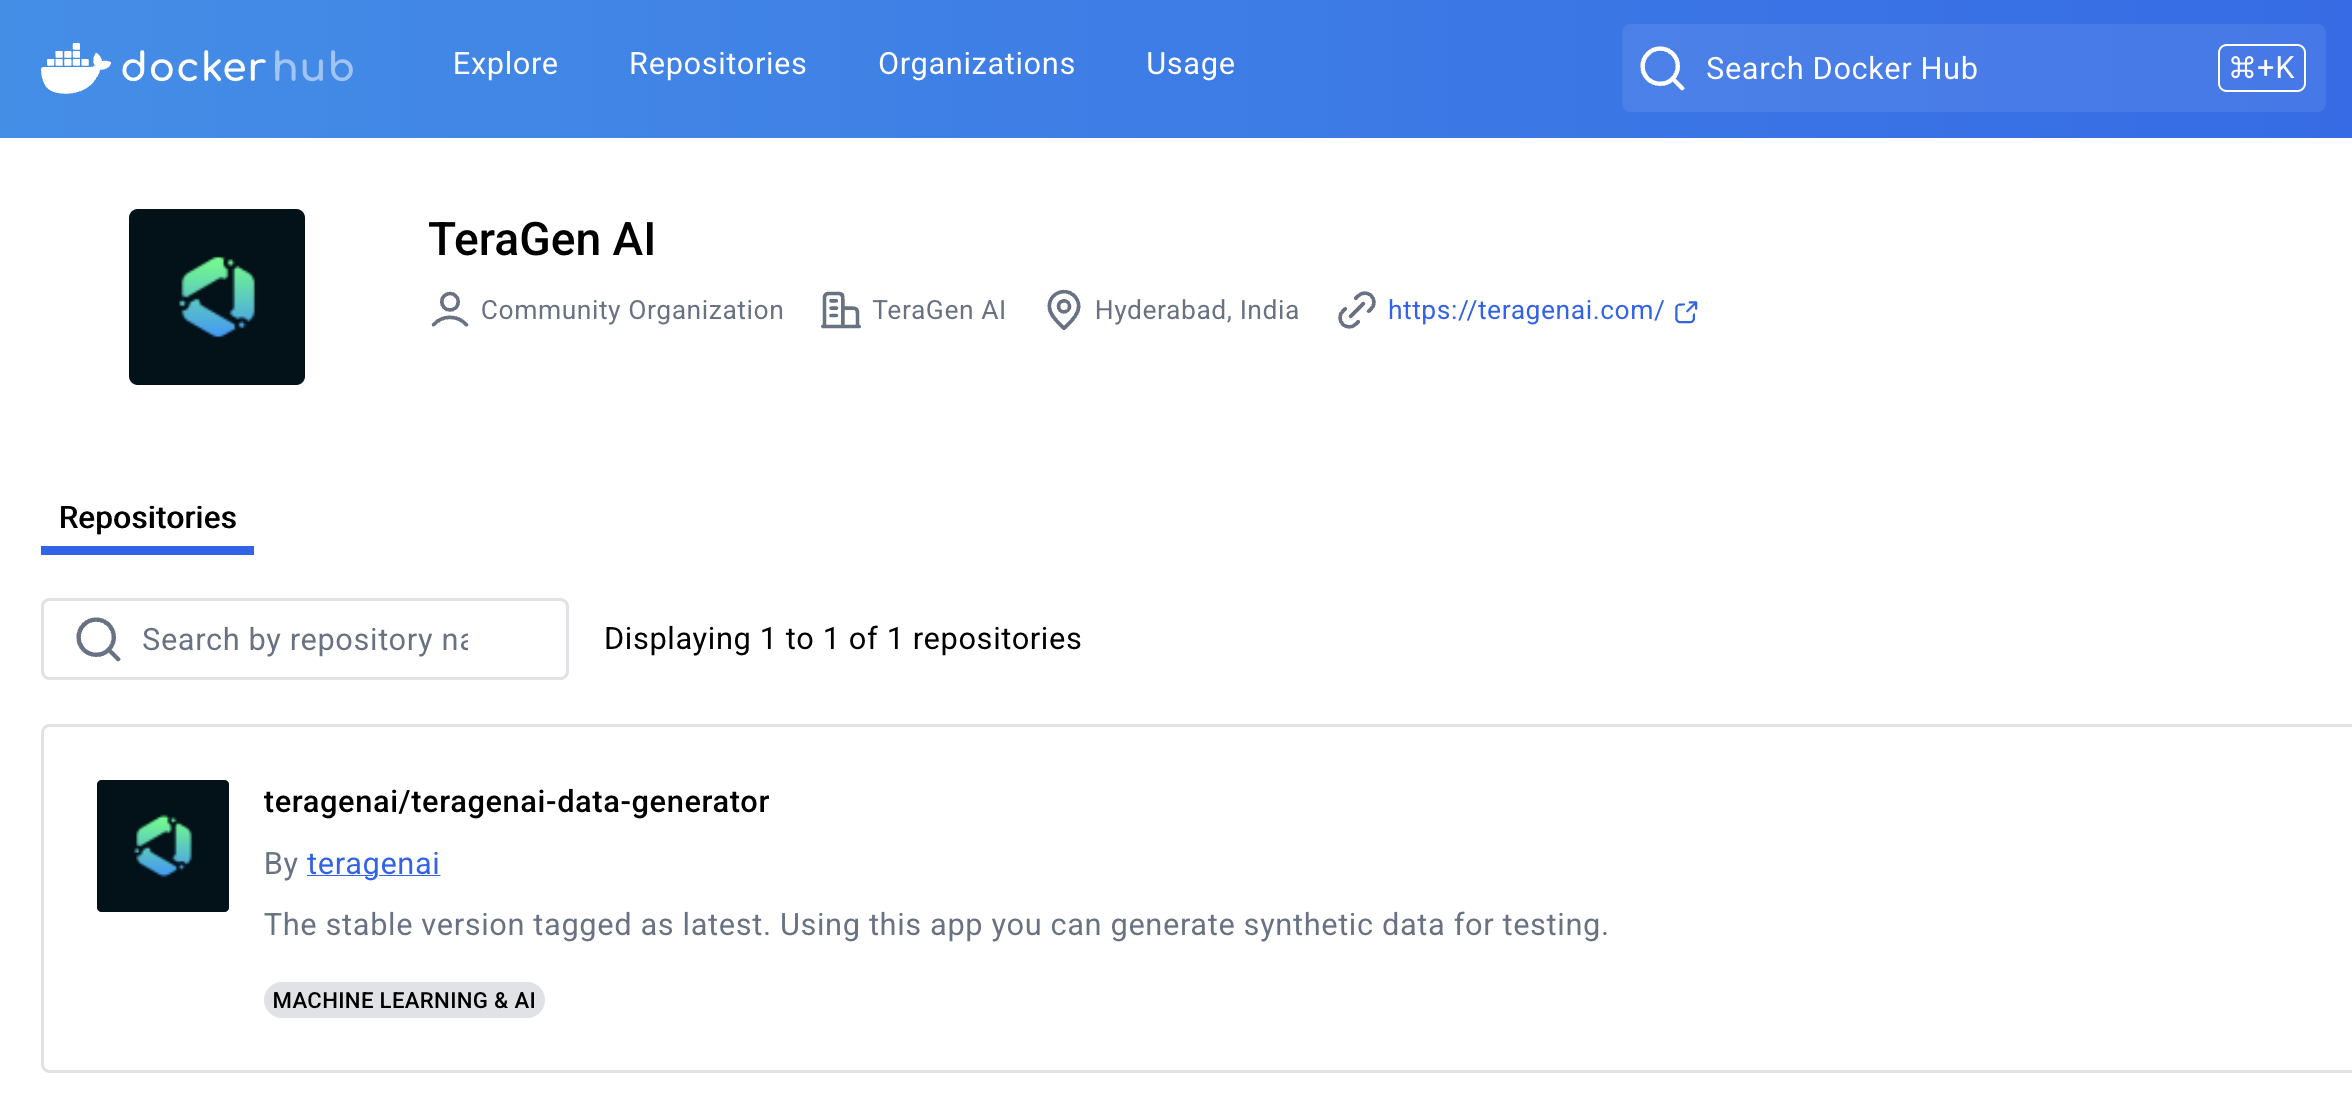 dockerhub Explore Repositories Organizations Usage Search Docker Hub ⌘+K
TeraGen AI
Community Organization TeraGen AI Hyderabad, India https://teragenai.com/
Repositories
Search by repository na Displaying 1 to 1 of 1 repositories
teragenai/teragenai-data-generator
By teragenai
The stable version tagged as latest. Using this app you can generate synthetic data for testing.
MACHINE LEARNING & AI